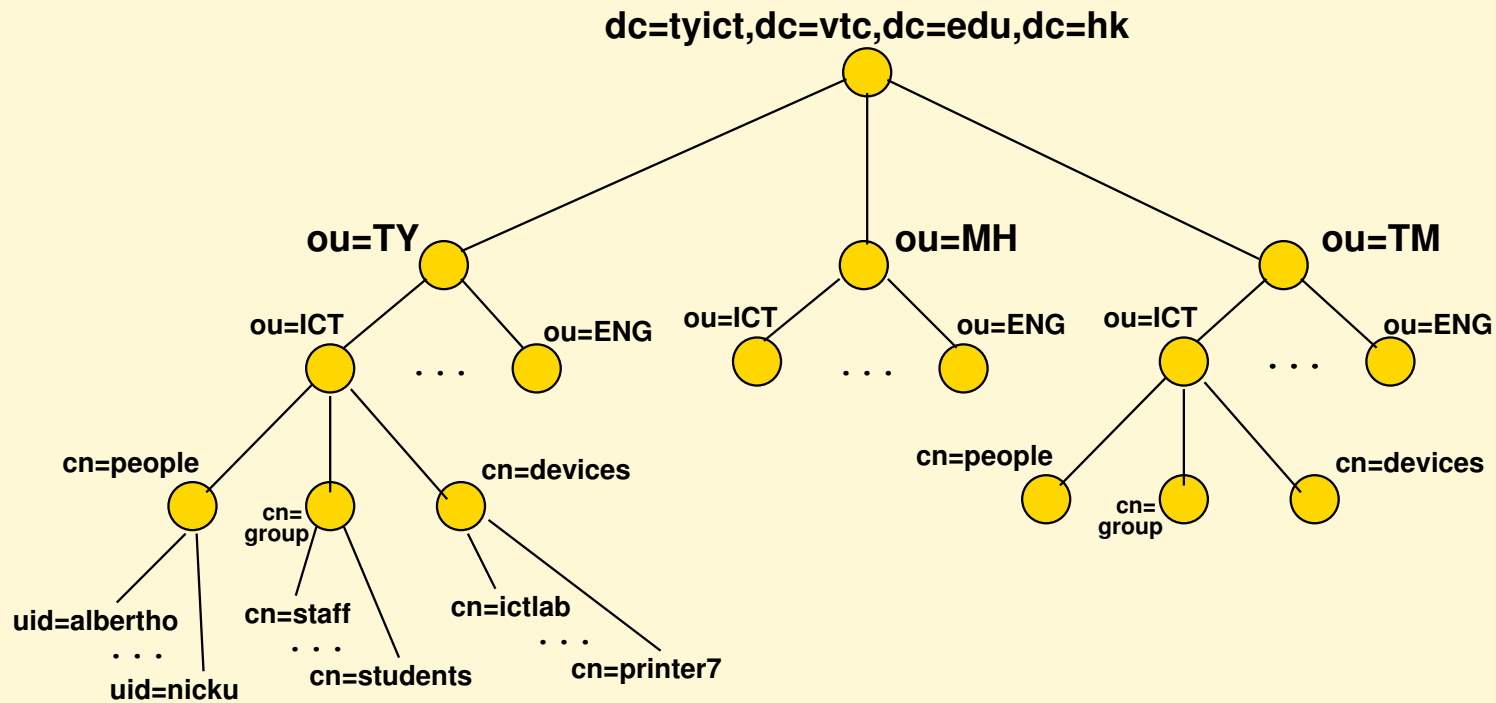 dc=tyict,dc=vtc,dc=edu,dc=hk
ou=TY
ou=MH
ou=TM
ou=ICT
ou=ENG
ou=ICT
ou=ENG
ou=ICT
ou=ENG
. . .
. . .
. . .
cn=people
cn=
group
cn=devices
cn=people
cn=
group
cn=devices
uid=albertho
. . .
uid=nicku
cn=staff
. . .
cn=students
cn=ictlab
. . .
cn=printer7